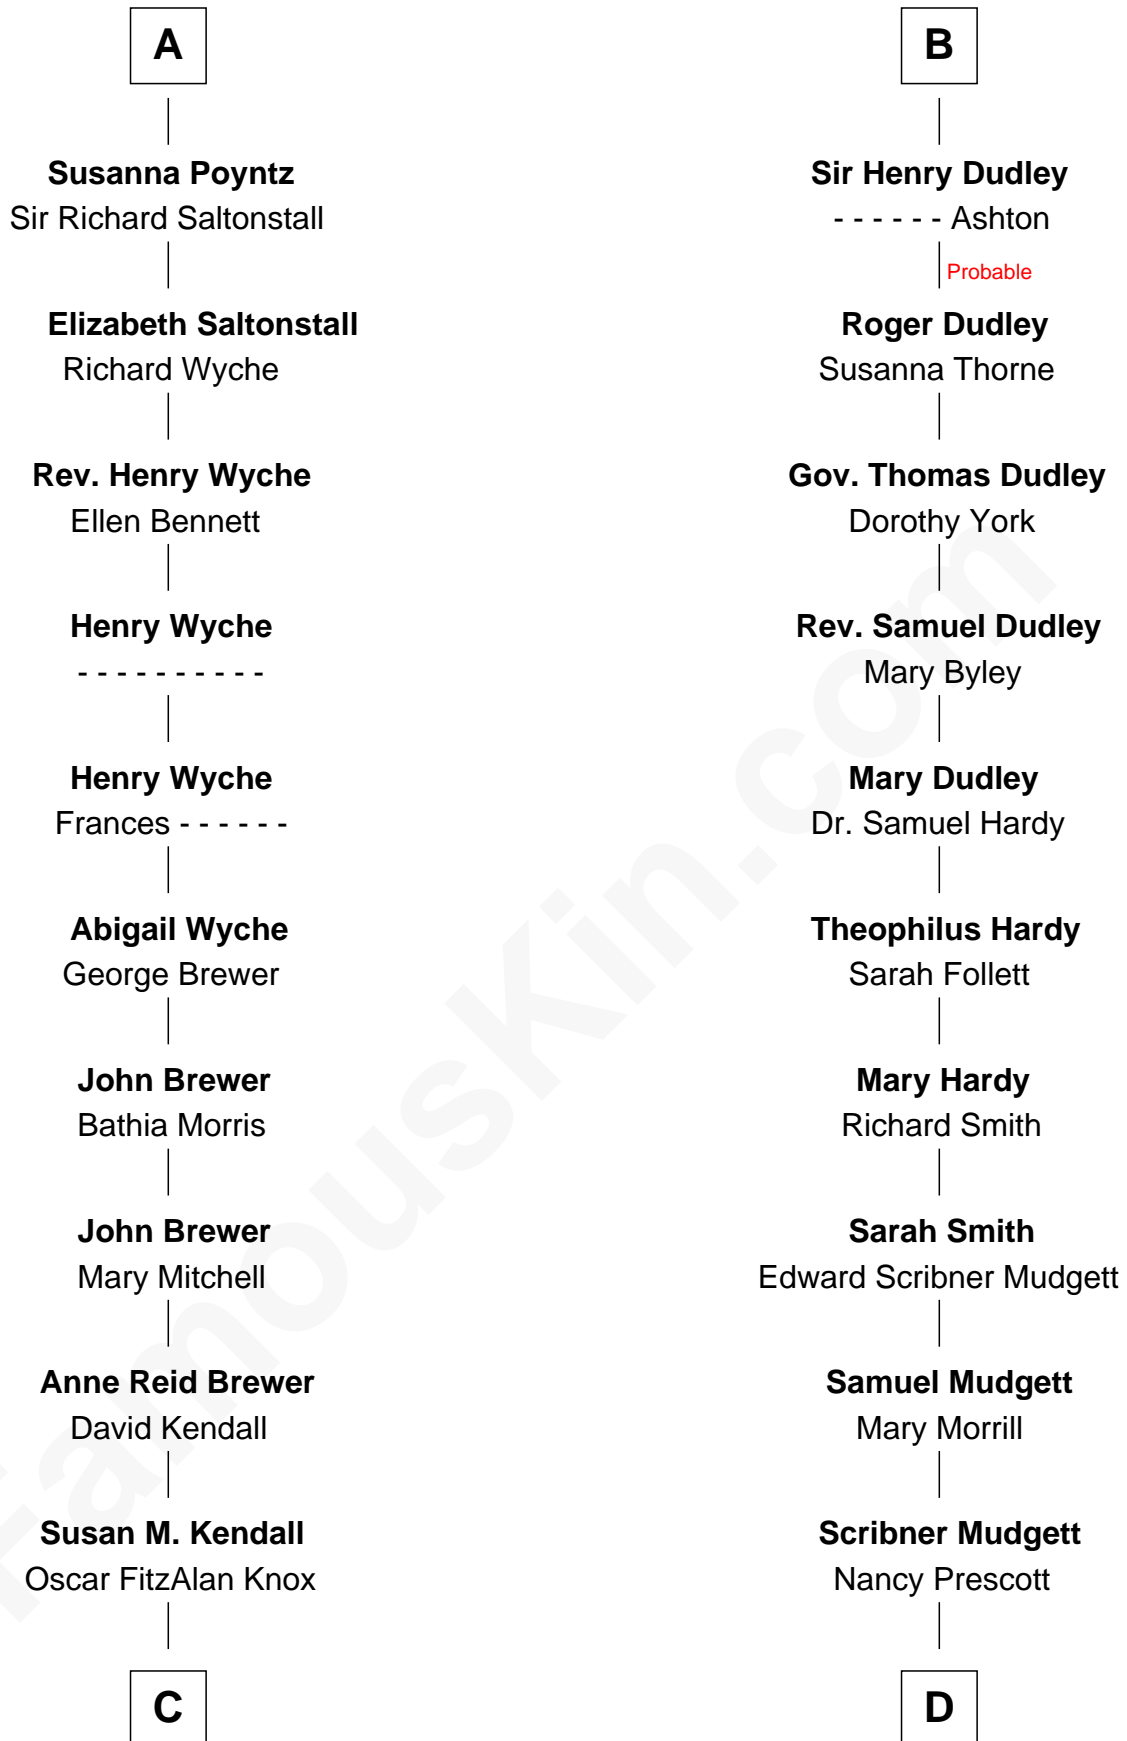 A
Susanna Poyntz
Sir Richard Saltonstall
Elizabeth Saltonstall
Richard Wyche
Rev. Henry Wyche
Ellen Bennett
Henry Wyche
- - - - - - - - - -
Henry Wyche
Frances - - - - - -
Abigail Wyche
George Brewer
John Brewer
Bathia Morris
John Brewer
Mary Mitchell
Anne Reid Brewer
David Kendall
Susan M. Kendall
Oscar FitzAlan Knox
C
B
Sir Henry Dudley
- - - - - - Ashton
Probable
Roger Dudley
Susanna Thorne
Gov. Thomas Dudley
Dorothy York
Rev. Samuel Dudley
Mary Byley
Mary Dudley
Dr. Samuel Hardy
Theophilus Hardy
Sarah Follett
Mary Hardy
Richard Smith
Sarah Smith
Edward Scribner Mudgett
Samuel Mudgett
Mary Morrill
Scribner Mudgett
Nancy Prescott
D
FamousKin.com